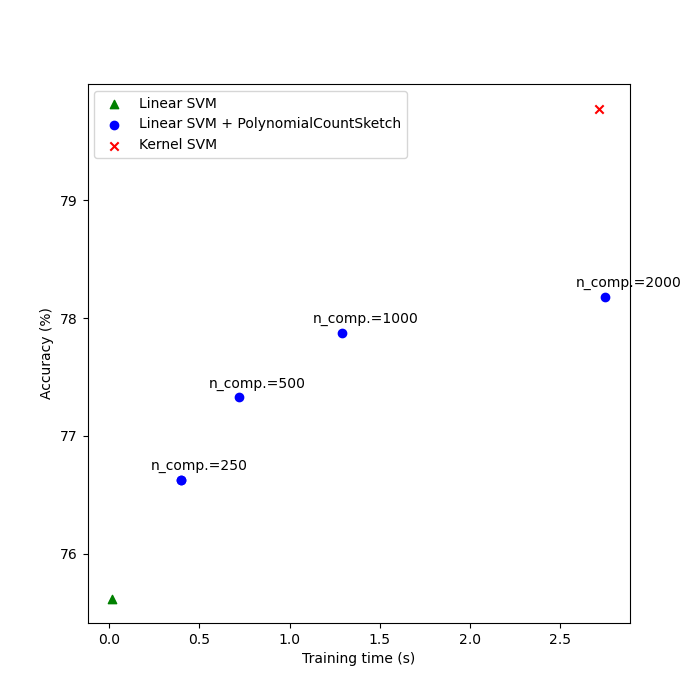 Linear SVM
Linear SVM + PolynomialCountSketch
Kernel SVM
79
78
77
76
n_comp.=2000
n_comp.=1000
n_comp.=500
n_comp.=250
Accuracy (%)
0.0 0.5 1.0 1.5 2.0 2.5
Training time (s)